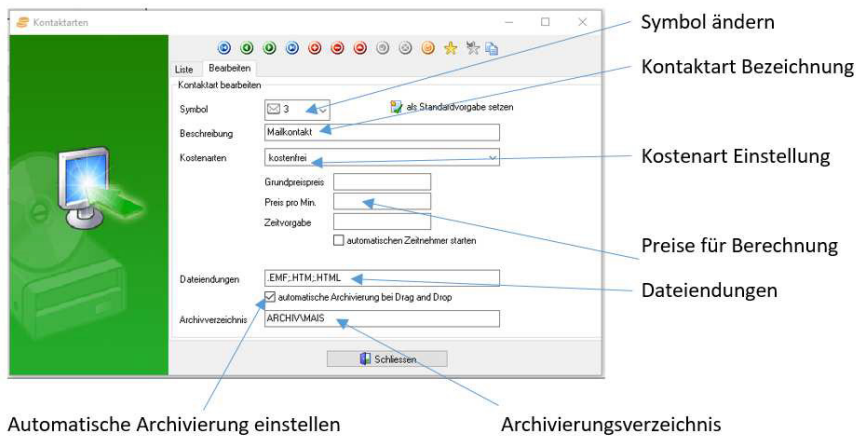 Kontaktarten
Symbol ändern
Liste Bearbeiten
Kontaktart bearbeiten
Kontaktart Bezeichnung
Symbol 3 als Standardvorgabe setzen
Beschreibung Mailkontakt
Kostenarten kostenfrei
Kostenart Einstellung
Grundpreispreis
Preis pro Min.
Zeitvorgabe
automatischen Zeitnehmer starten
Preise für Berechnung
Dateiendungen .EMF;.HTM;.HTML
Dateiendungen
automatische Archivierung bei Drag and Drop
Archivverzeichnis ARCHIV\MAIS
Schliessen
Automatische Archivierung einstellen
Archivierungsverzeichnis